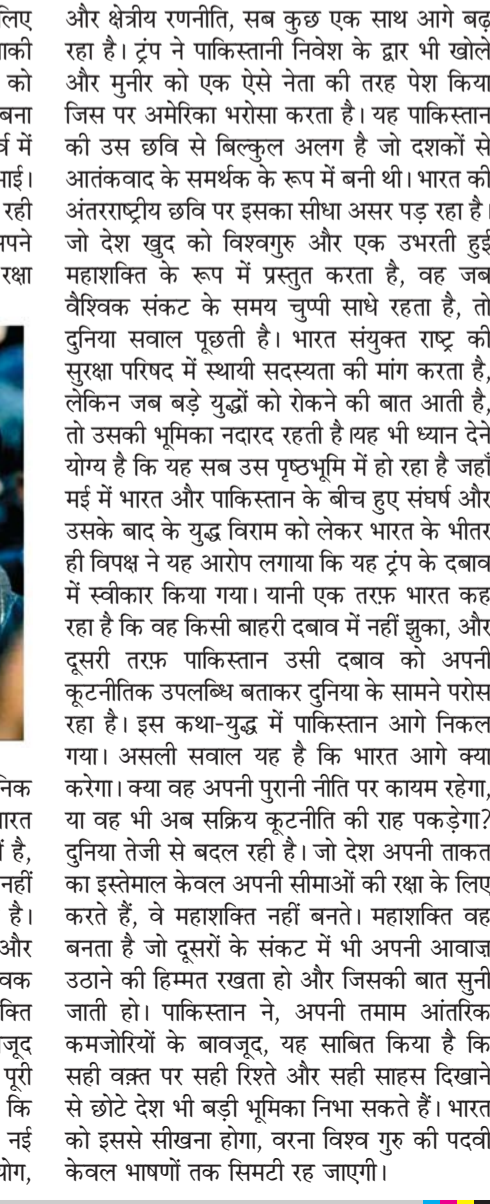 लिए
को
बना
र्व में
आई।
रही
अपने
रक्षा
है,
नहीं
है।
और
पूरी
कि
नई
और क्षेत्रीय रणनीति, सब कुछ एक साथ आगे बढ़
रहा है। ट्रंप ने पाकिस्तानी निवेश के द्वार भी खोले
और मुनीर को एक ऐसे नेता की तरह पेश किया
जिस पर अमेरिका भरोसा करता है। यह पाकिस्तान
की उस छवि से बिल्कुल अलग है जो दशकों से
आतंकवाद के समर्थक के रूप में बनी थी। भारत की
अंतरराष्ट्रीय छवि पर इसका सीधा असर पड़ रहा है।
जो देश खुद को विश्वगुरु और एक उभरती हुई
महाशक्ति के रूप में प्रस्तुत करता है, वह जब
वैश्विक संकट के समय चुप्पी साधे रहता है, तो
दुनिया सवाल पूछती है। भारत संयुक्त राष्ट्र की
सुरक्षा परिषद में स्थायी सदस्यता की मांग करता है,
लेकिन जब बड़े युद्धों को रोकने की बात आती है,
तो उसकी भूमिका नदारद रहती है।यह भी ध्यान देने
योग्य है कि यह सब उस पृष्ठभूमि में हो रहा है जहाँ
मई में भारत और पाकिस्तान के बीच हुए संघर्ष और
उसके बाद के युद्ध विराम को लेकर भारत के भीतर
ही विपक्ष ने यह आरोप लगाया कि यह ट्रंप के दबाव
में स्वीकार किया गया। यानी एक तरफ़ भारत कह
रहा है कि वह किसी बाहरी दबाव में नहीं झुका, और
दूसरी तरफ़ पाकिस्तान उसी दबाव को अपनी
कूटनीतिक उपलब्धि बताकर दुनिया के सामने परोस
रहा है। इस कथा-युद्ध में पाकिस्तान आगे निकल
गया। असली सवाल यह है कि भारत आगे क्या
करेगा। क्या वह अपनी पुरानी नीति पर कायम रहेगा,
या वह भी अब सक्रिय कूटनीति की राह पकड़ेगा?
दुनिया तेजी से बदल रही है। जो देश अपनी ताकत
का इस्तेमाल केवल अपनी सीमाओं की रक्षा के लिए
करते हैं, वे महाशक्ति नहीं बनते। महाशक्ति वह
बनता है जो दूसरों के संकट में भी अपनी आवाज़
उठाने की हिम्मत रखता हो और जिसकी बात सुनी
जाती हो। पाकिस्तान ने, अपनी तमाम आंतरिक
कमजोरियों के बावजूद, यह साबित किया है कि
सही वक़्त पर सही रिश्ते और सही साहस दिखाने
से छोटे देश भी बड़ी भूमिका निभा सकते हैं। भारत
को इससे सीखना होगा, वरना विश्व गुरु की पदवी
केवल भाषणों तक सिमटी रह जाएगी।